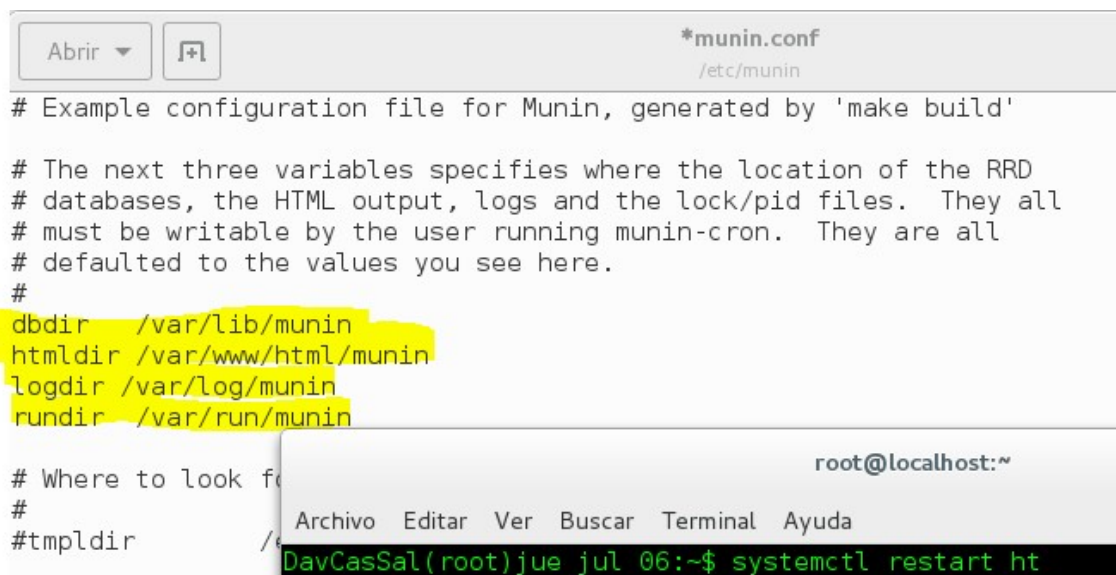 Abrir
*munin.conf
/etc/munin
# Example configuration file for Munin, generated by 'make build'
# The next three variables specifies where the location of the RRD
# databases, the HTML output, logs and the lock/pid files.  They all
# must be writable by the user running munin-cron.  They are all
# defaulted to the values you see here.
#
dbdir   /var/lib/munin
htmldir /var/www/html/munin
logdir /var/log/munin
rundir  /var/run/munin
# Where to look
#
#tmpldir
root@localhost:~
Archivo Editar Ver Buscar Terminal Ayuda
DavCasSal(root)jue jul 06:~$ systemctl restart ht